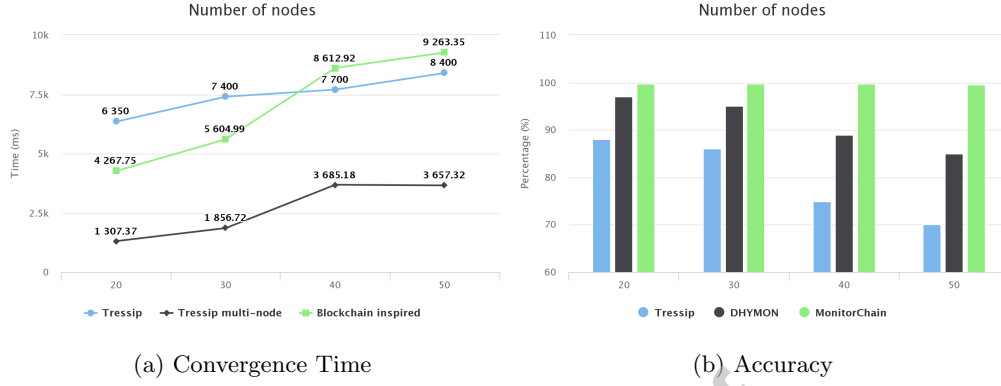 Number of nodes
10k
7.5k
5k
2.5k
0
Time (ms)
6 350
7 400
7 700
8 400
4 267.75
5 604.99
8 612.92
9 263.35
1 307.37
1 856.72
3 685.18
3 657.32
20 30 40 50
Tressip Tressip multi-node Blockchain inspired
(a) Convergence Time
Number of nodes
110
100
90
80
70
60
Percentage (%)
20 30 40 50
Tressip DHYMON MonitorChain
(b) Accuracy